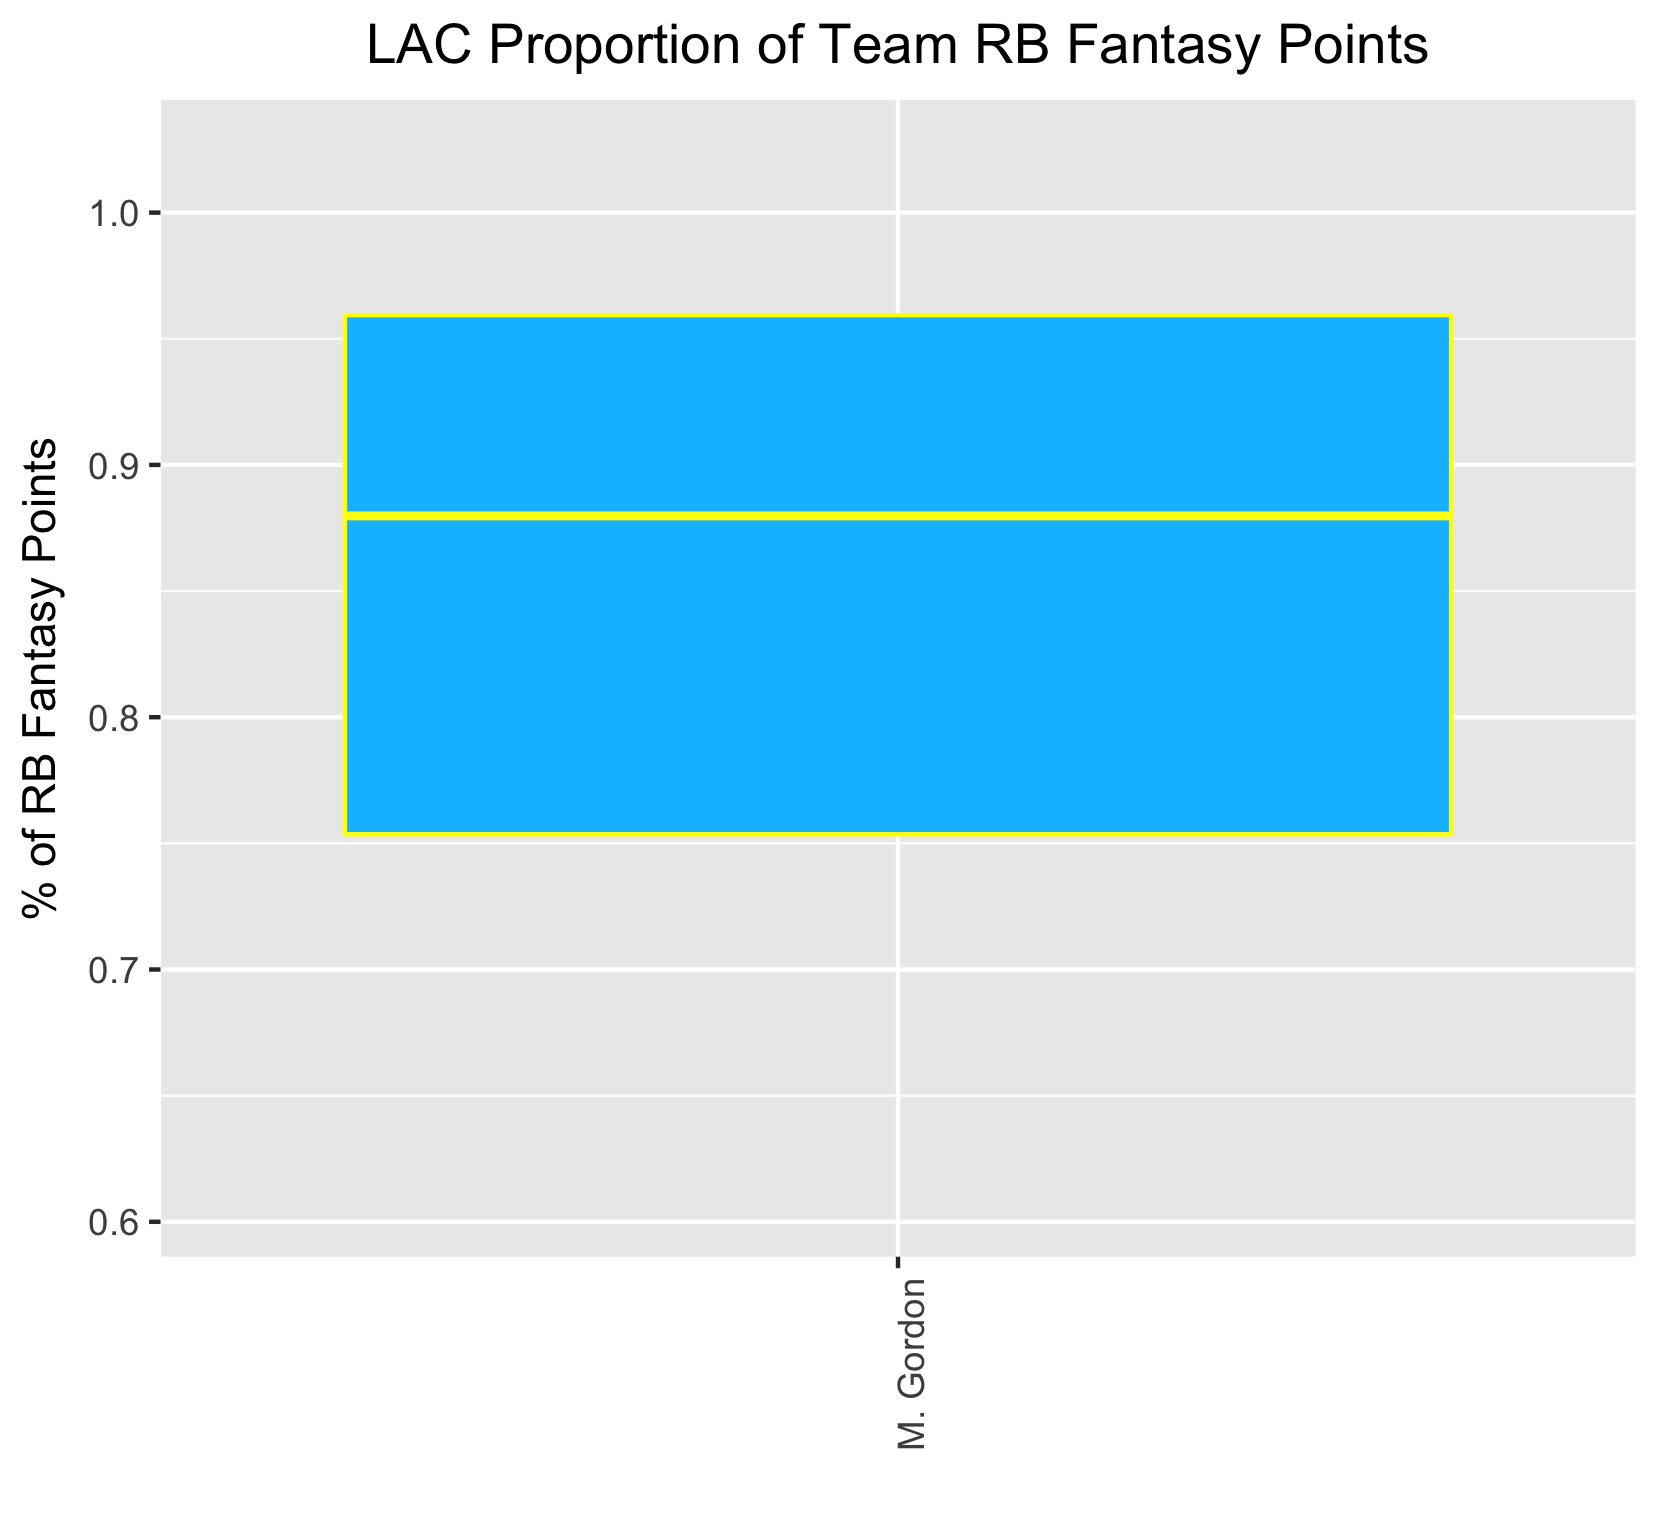 LAC Proportion of Team RB Fantasy Points
% of RB Fantasy Points
1.0
0.9
0.8
0.7
0.6
M. Gordon